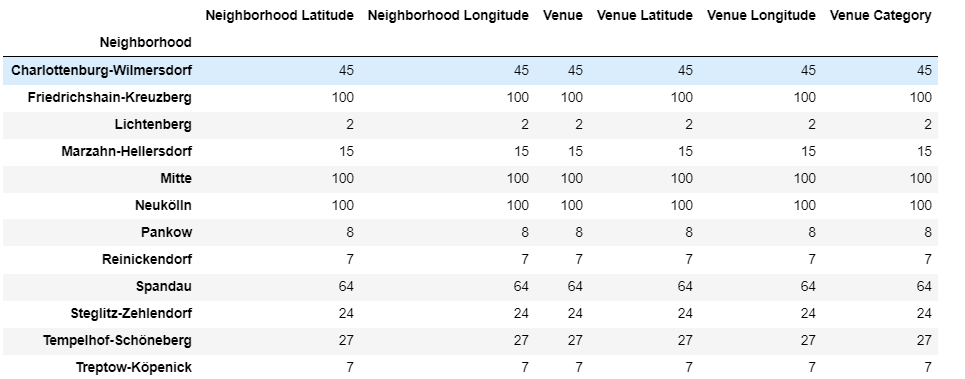 Neighborhood Latitude Neighborhood Longitude Venue Venue Latitude Venue Longitude Venue Category
Neighborhood
Charlottenburg-Wilmersdorf 45 45 45 45 45 45
Friedrichshain-Kreuzberg 100 100 100 100 100 100
Lichtenberg 2 2 2 2 2 2
Marzahn-Hellersdorf 15 15 15 15 15 15
Mitte 100 100 100 100 100 100
Neukölln 100 100 100 100 100 100
Pankow 8 8 8 8 8 8
Reinickendorf 7 7 7 7 7 7
Spandau 64 64 64 64 64 64
Steglitz-Zehlendorf 24 24 24 24 24 24
Tempelhof-Schöneberg 27 27 27 27 27 27
Treptow-Köpenick 7 7 7 7 7 7